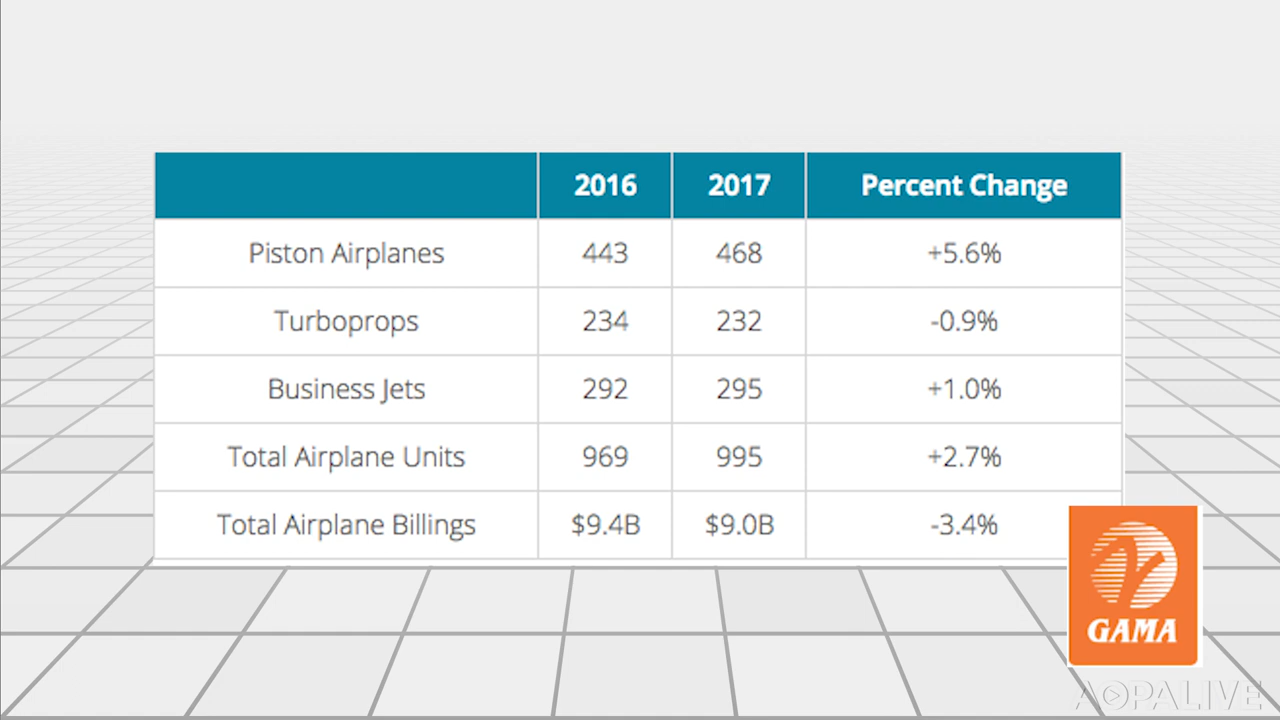 2016 2017 Percent Change
Piston Airplanes 443 468 +5.6%
Turboprops 234 232 -0.9%
Business Jets 292 295 +1.0%
Total Airplane Units 969 995 +2.7%
Total Airplane Billings $9.4B $9.0B -3.4%
GAMA
AOPALIVE